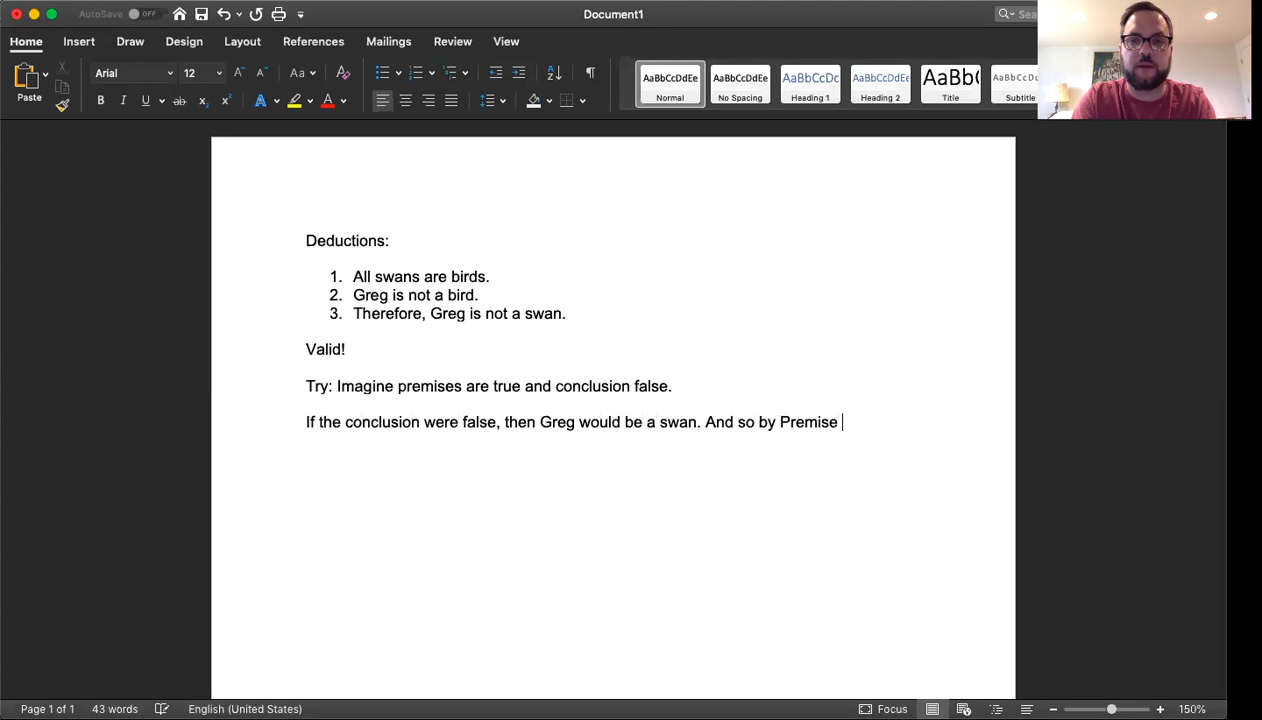 AutoSave OFF
Document1
Sea
Home Insert Draw Design Layout References Mailings Review View
Paste
Arial 12
AaBbCcDdEe AaBbCcDdEe AaBbCcDc AaBbCcDdEe AaBb( AaBbCcDdEe
Normal No Spacing Heading 1 Heading 2 Title Subtitle
Deductions:
1. All swans are birds.
2. Greg is not a bird.
3. Therefore, Greg is not a swan.
Valid!
Try: Imagine premises are true and conclusion false.
If the conclusion were false, then Greg would be a swan. And so by Premise
Page 1 of 1 43 words English (United States) Focus 150%